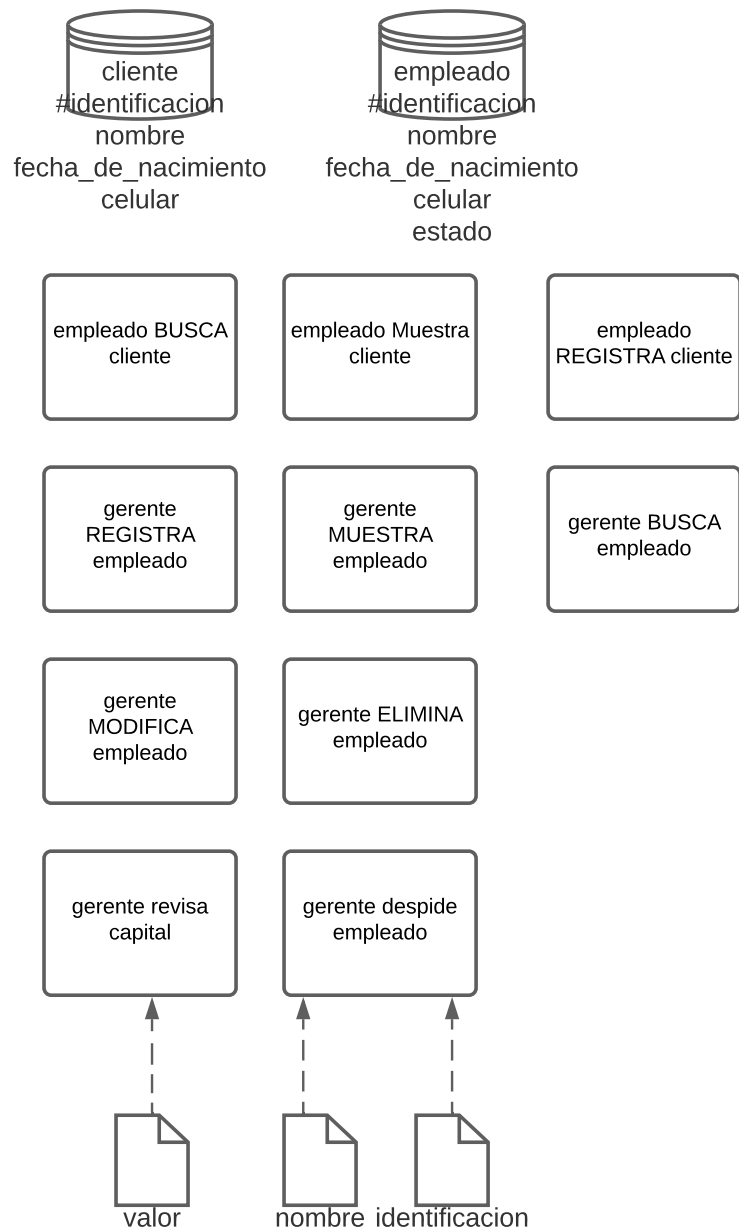 cliente
#identificacion
nombre
fecha_de_nacimiento
celular
empleado
#identificacion
nombre
fecha_de_nacimiento
celular
estado
empleado BUSCA
cliente
empleado Muestra
cliente
empleado
REGISTRA cliente
gerente
REGISTRA
empleado
gerente
MUESTRA
empleado
gerente BUSCA
empleado
gerente
MODIFICA
empleado
gerente ELIMINA
empleado
gerente revisa
capital
gerente despide
empleado
valor
nombre
identificacion